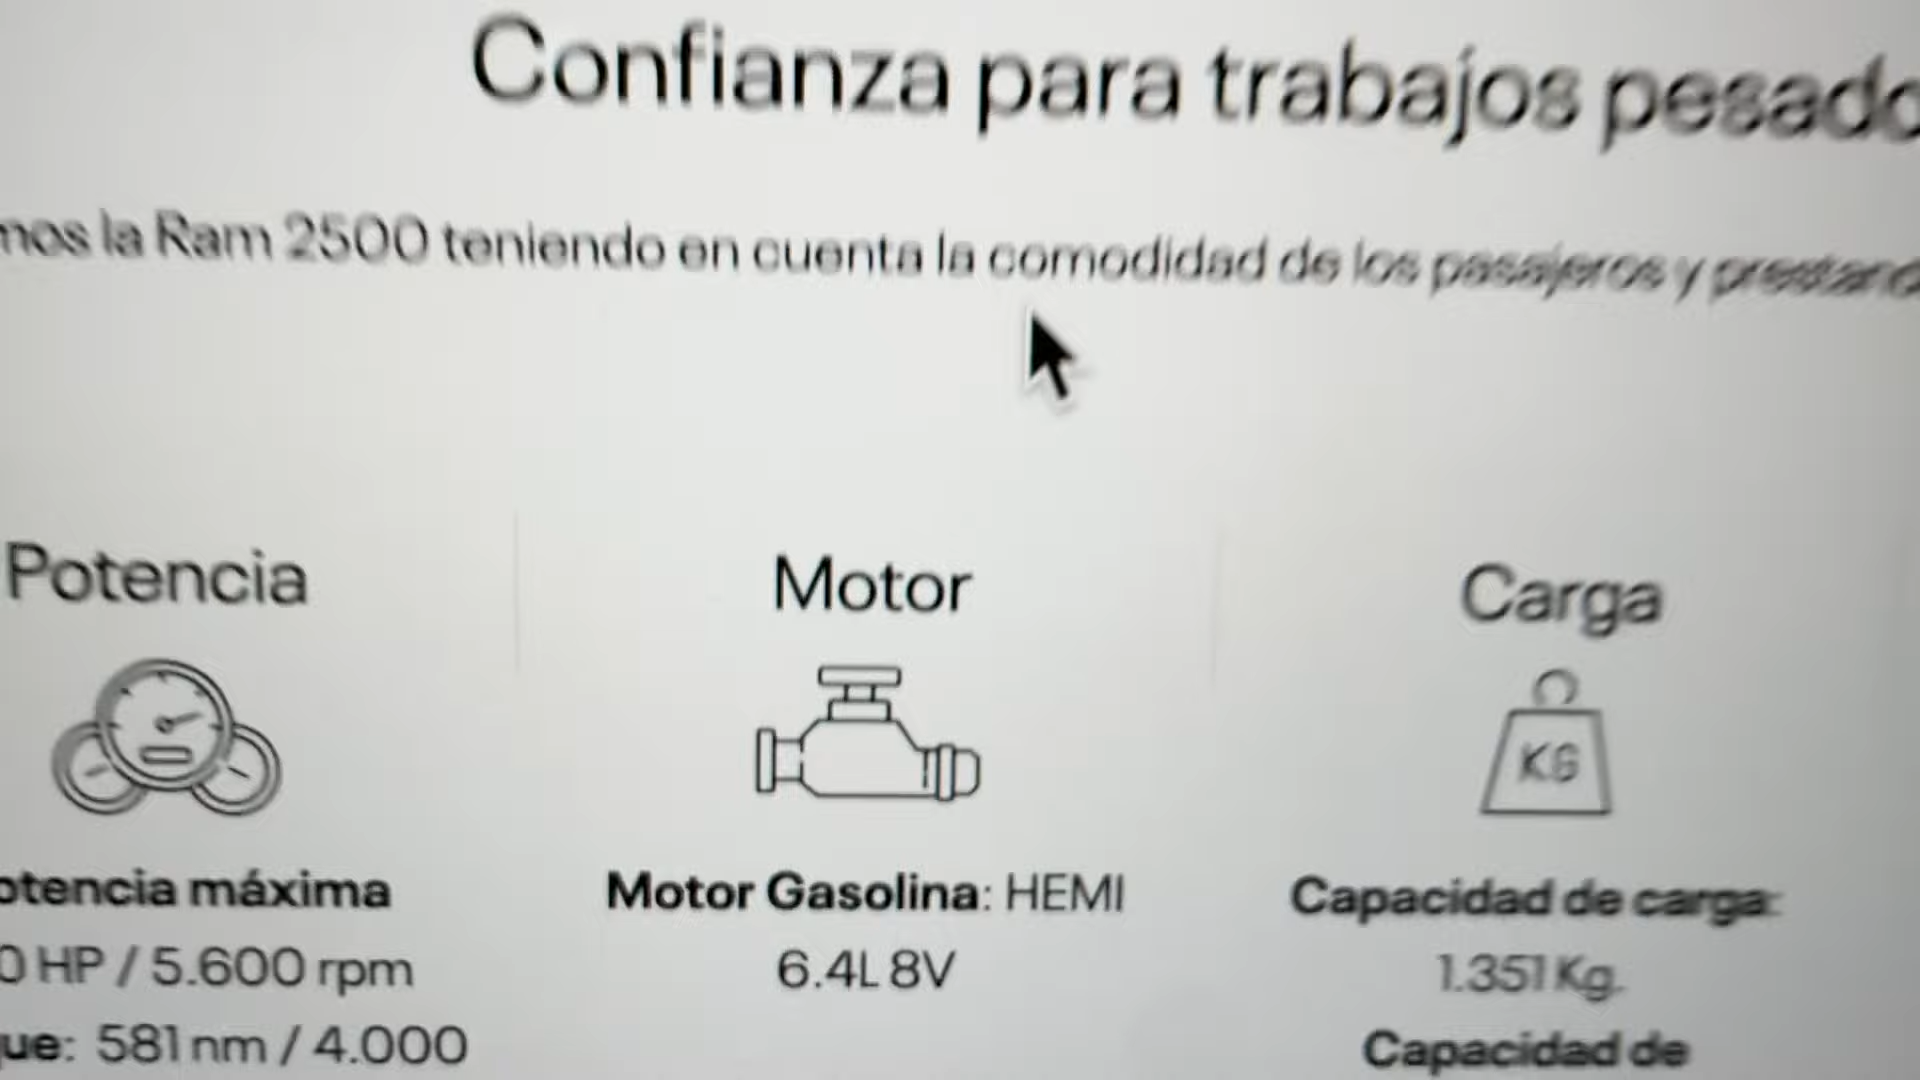 Confianza para trabajos pesado
mos la Ram 2500 teniendo en cuenta la comodidad de los pasajeros y prestand
Potencia
Motor
Carga
KG
otencia máxima
0 HP / 5.600 rpm
ue: 581 nm / 4.000
Motor Gasolina: HEMI
6.4L 8V
Capacidad de carga:
1.351 Kg.
Capacidad de